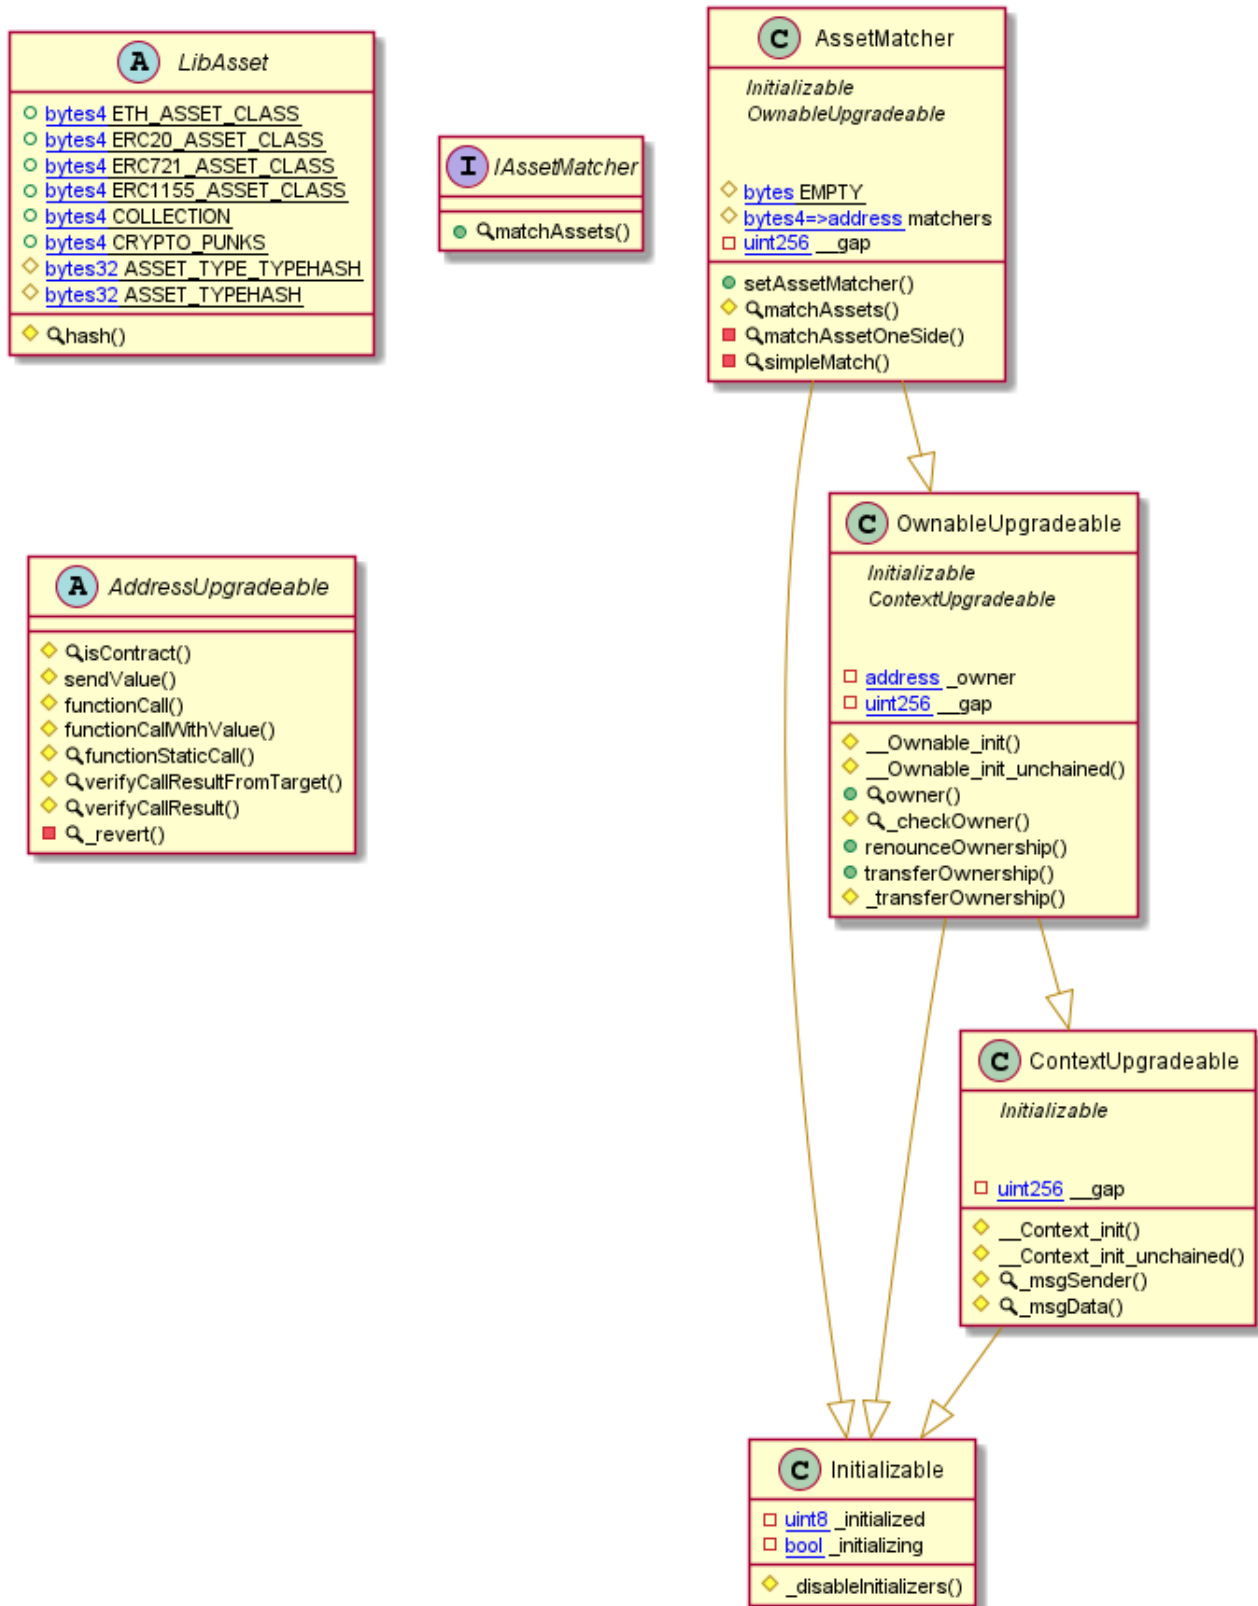 A LibAsset
bytes4 ETH_ASSET_CLASS
bytes4 ERC20_ASSET_CLASS
bytes4 ERC721_ASSET_CLASS
bytes4 ERC1155_ASSET_CLASS
bytes4 COLLECTION
bytes4 CRYPTO_PUNKS
bytes32 ASSET_TYPE_TYPEHASH
bytes32 ASSET_TYPEHASH
hash()
I IAssetMatcher
matchAssets()
C AssetMatcher
Initializable
OwnableUpgradeable
bytes EMPTY
bytes4=>address matchers
uint256 __gap
setAssetMatcher()
matchAssets()
matchAssetOneSide()
simpleMatch()
A AddressUpgradeable
isContract()
sendValue()
functionCall()
functionCallWithValue()
functionStaticCall()
verifyCallResultFromTarget()
verifyCallResult()
_revert()
C OwnableUpgradeable
Initializable
ContextUpgradeable
address _owner
uint256 __gap
__Ownable_init()
__Ownable_init_unchained()
owner()
_checkOwner()
renounceOwnership()
transferOwnership()
_transferOwnership()
C ContextUpgradeable
Initializable
uint256 __gap
__Context_init()
__Context_init_unchained()
_msgSender()
_msgData()
C Initializable
uint8 _initialized
bool _initializing
_disableInitializers()